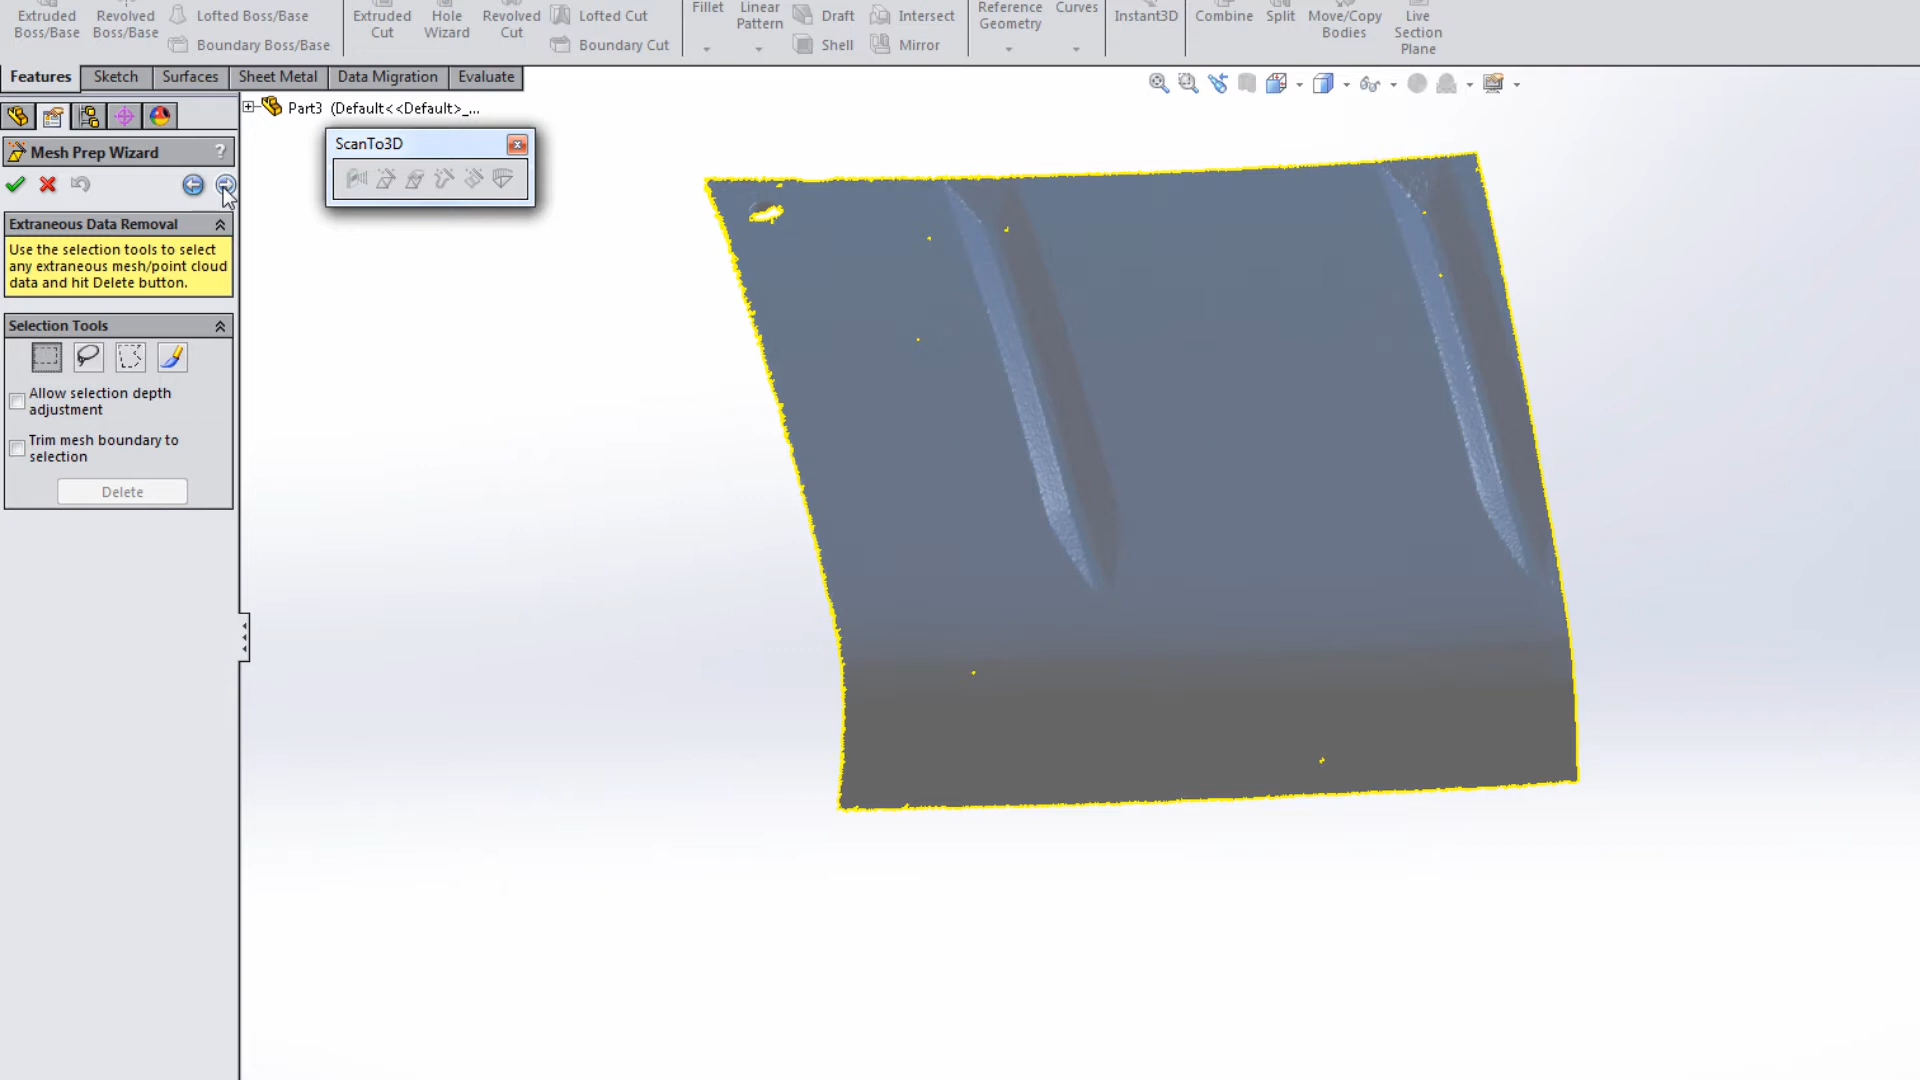 Extruded Boss/Base
Revolved Boss/Base
Lofted Boss/Base
Boundary Boss/Base
Extruded Cut
Hole Wizard
Revolved Cut
Lofted Cut
Boundary Cut
Fillet
Linear Pattern
Draft
Shell
Intersect
Mirror
Reference Geometry
Curves
Instant3D
Combine
Split
Move/Copy Bodies
Live Section Plane
Features
Sketch
Surfaces
Sheet Metal
Data Migration
Evaluate
Part3 (Default<<Default>_...
Mesh Prep Wizard
?
ScanTo3D
Extraneous Data Removal
Use the selection tools to select
any extraneous mesh/point cloud
data and hit Delete button.
Selection Tools
Allow selection depth
adjustment
Trim mesh boundary to
selection
Delete